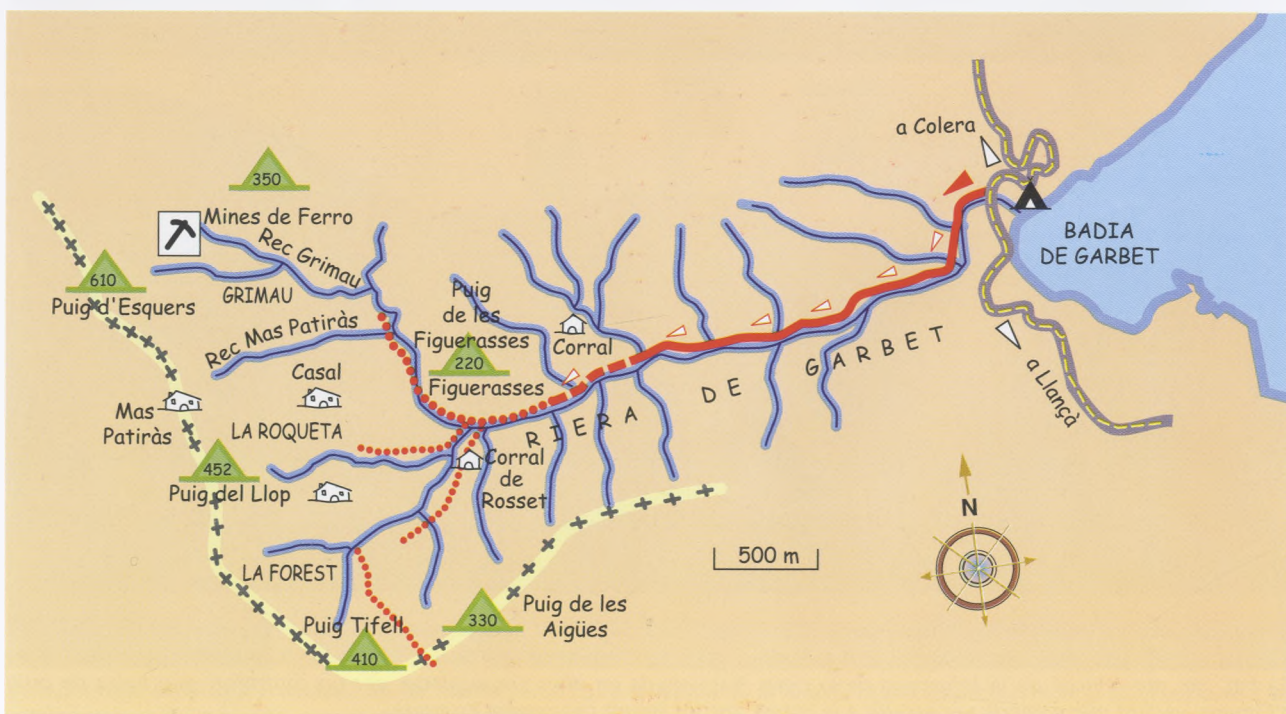 a Colera
350
Mines de Ferro
Rec Grimau
BADIA
DE GARBET
610
Puig d'Esquers
GRIMAU
Puig
de les
Figuerasses
Rec Mas Patiràs
Corral
220
Figuerasses
RIERA DE GARBET
a Llançà
Casal
Mas
Patiràs
LA ROQUETA
452
Puig del Llop
Corral
de
Rosset
N
500 m
LA FOREST
Puig Tifell
410
330
Puig de les
Aigües